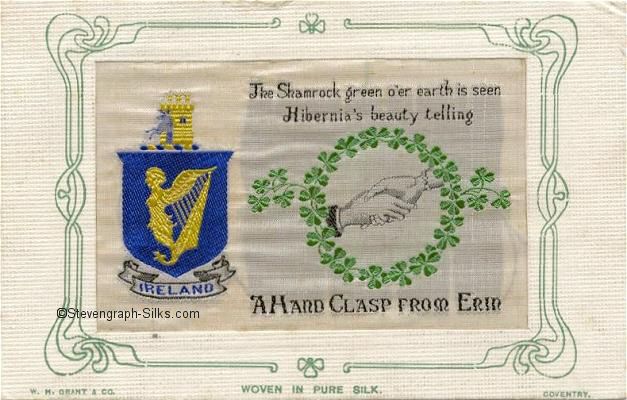 The Shamrock green o'er earth is seen
Hibernia's beauty telling
IRELAND
©Stevengraph-Silks.com
A Hand Clasp from Erin
W. H. GRANT & CO.
WOVEN IN PURE SILK.
COVENTRY.